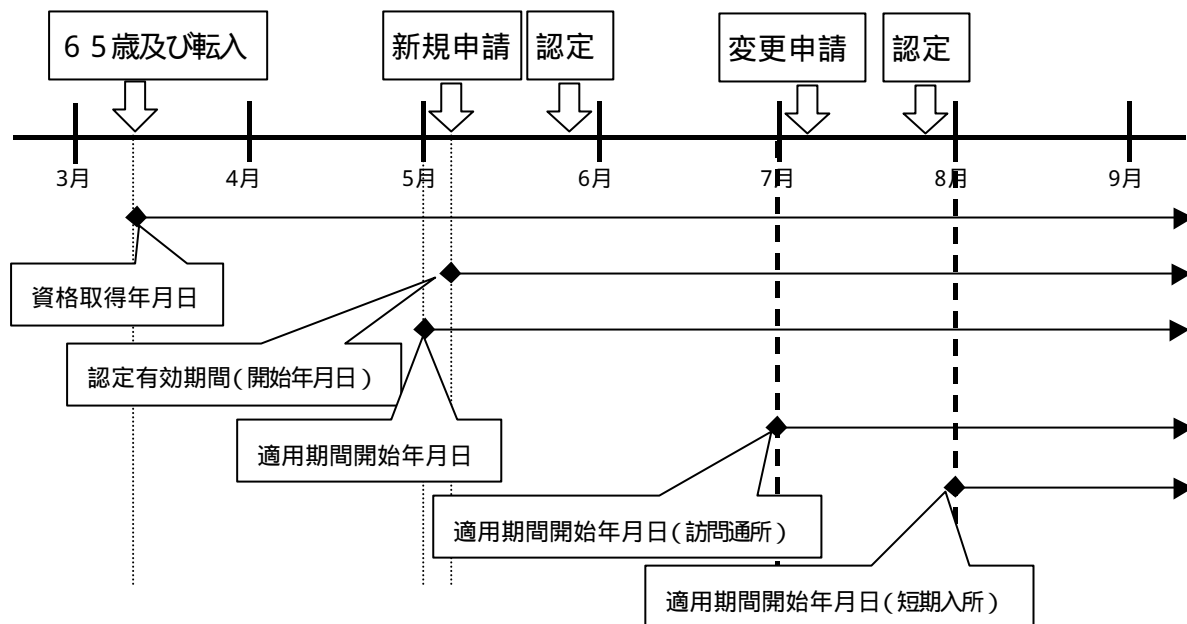 ６５歳及び転入
新規申請
認定
変更申請
認定
3月
4月
5月
6月
7月
8月
9月
資格取得年月日
認定有効期間(開始年月日)
適用期間開始年月日
適用期間開始年月日(訪問通所)
適用期間開始年月日(短期入所)